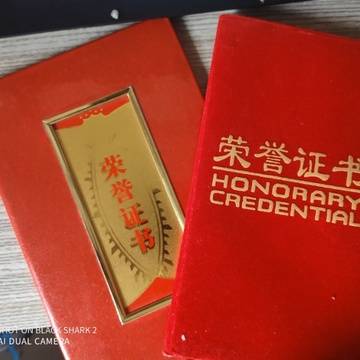 荣誉证书
荣誉证书
HONORARY
CREDENTIAL
SHOT ON BLACK SHARK 2
AI DUAL CAMERA